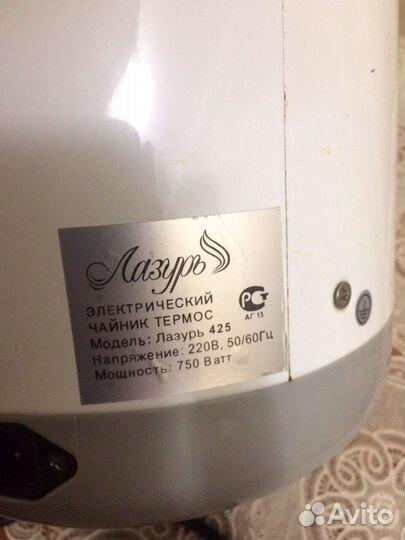 Лазурь
ЭЛЕКТРИЧЕСКИЙ
ЧАЙНИК ТЕРМОС
Модель: Лазурь 425
Напряжение: 220В, 50/60Гц
Мощность: 750 Ватт
РСТ
АГ 13
Avito